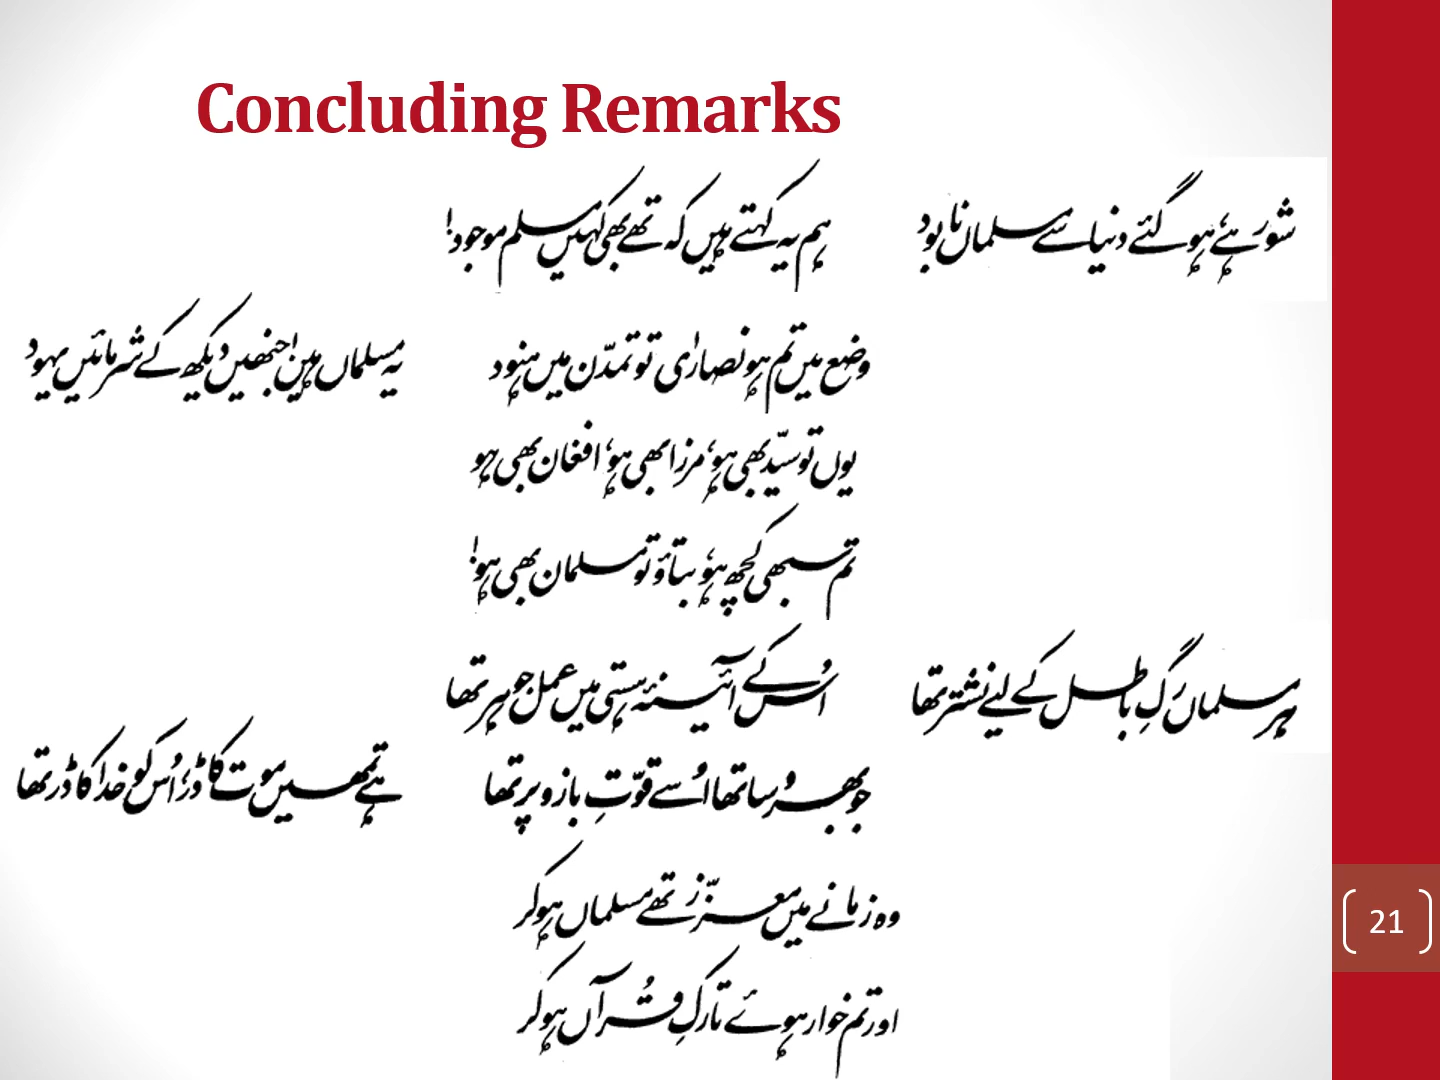 Concluding Remarks
شور ہے، ہو گئے دنیا سے مسلماں نابود
ہم یہ کہتے ہیں کہ تھے بھی کہیں مسلم موجود!
وضع میں تم ہو نصاریٰ تو تمدّن میں ہنود
یہ مسلماں ہیں! جنھیں دیکھ کے شرمائیں یہود
یوں تو سیّد بھی ہو، مرزا بھی ہو، افغان بھی ہو
تم سبھی کچھ ہو، بتاؤ تو مسلمان بھی ہو!
ہر مسلماں رگِ باطل کے لیے نشتر تھا
اُس کے آئینۂ ہستی میں عمل جوہر تھا
جو بھروسا تھا اُسے قوّتِ بازو پر تھا
ہے تمھیں موت کا ڈر، اُس کو خدا کا ڈر تھا
وہ زمانے میں معزّز تھے مسلماں ہو کر
اور تم خوار ہوئے تارکِ قُرآں ہو کر
21